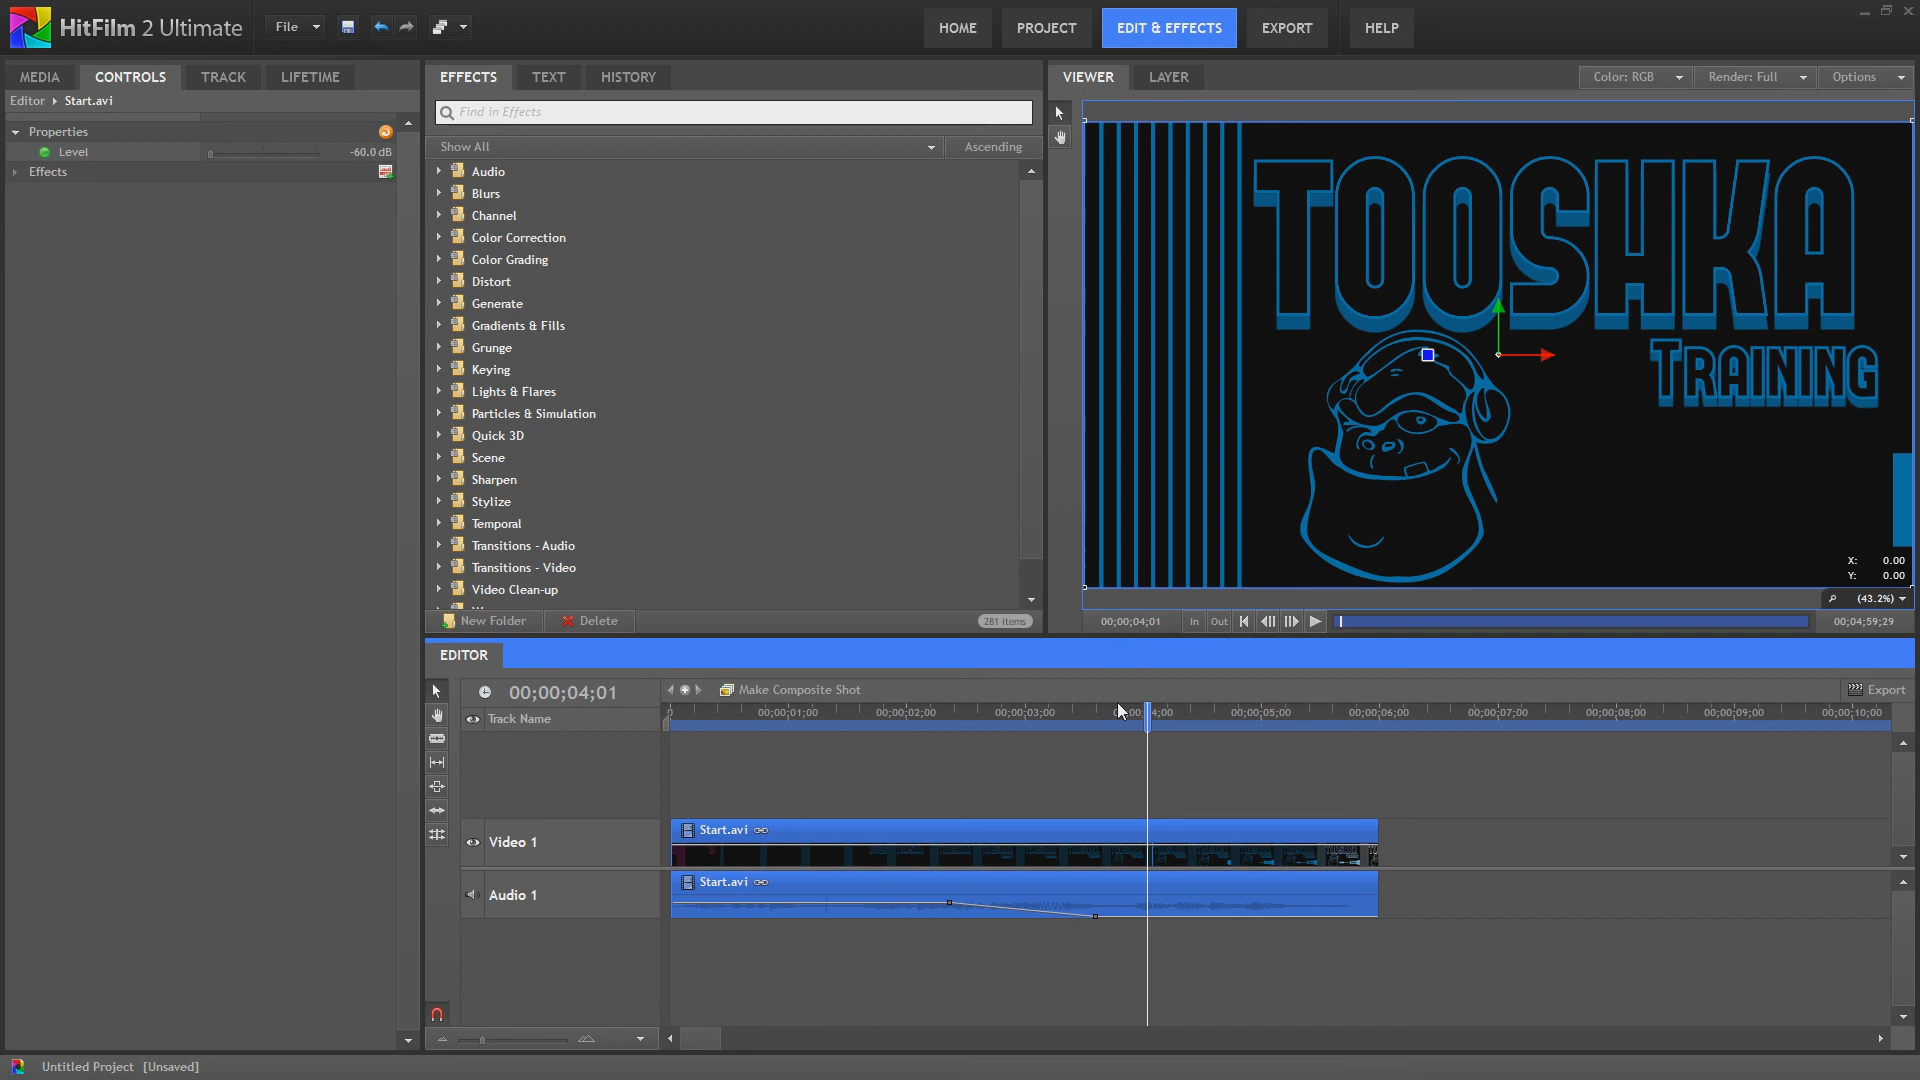 HitFilm 2 Ultimate
File
HOME
PROJECT
EDIT & EFFECTS
EXPORT
HELP
MEDIA
CONTROLS
TRACK
LIFETIME
Editor
Start.avi
Properties
Level
-60.0 dB
Effects
EFFECTS
TEXT
HISTORY
Find in Effects
Show All
Ascending
Audio
Blurs
Channel
Color Correction
Color Grading
Distort
Generate
Gradients & Fills
Grunge
Keying
Lights & Flares
Particles & Simulation
Quick 3D
Scene
Sharpen
Stylize
Temporal
Transitions - Audio
Transitions - Video
Video Clean-up
New Folder
Delete
281 items
VIEWER
LAYER
Color: RGB
Render: Full
Options
TOOSHKA
TRAINING
X: 0.00
Y: 0.00
(43.2%)
00;00;04;01
In
Out
00;04;59;29
EDITOR
00;00;04;01
Make Composite Shot
Export
Track Name
0
00;00;01;00
00;00;02;00
00;00;03;00
4;00
00;00;05;00
00;00;06;00
00;00;07;00
00;00;08;00
00;00;09;00
00;00;10;00
Video 1
Start.avi
Audio 1
Start.avi
Untitled Project [Unsaved]